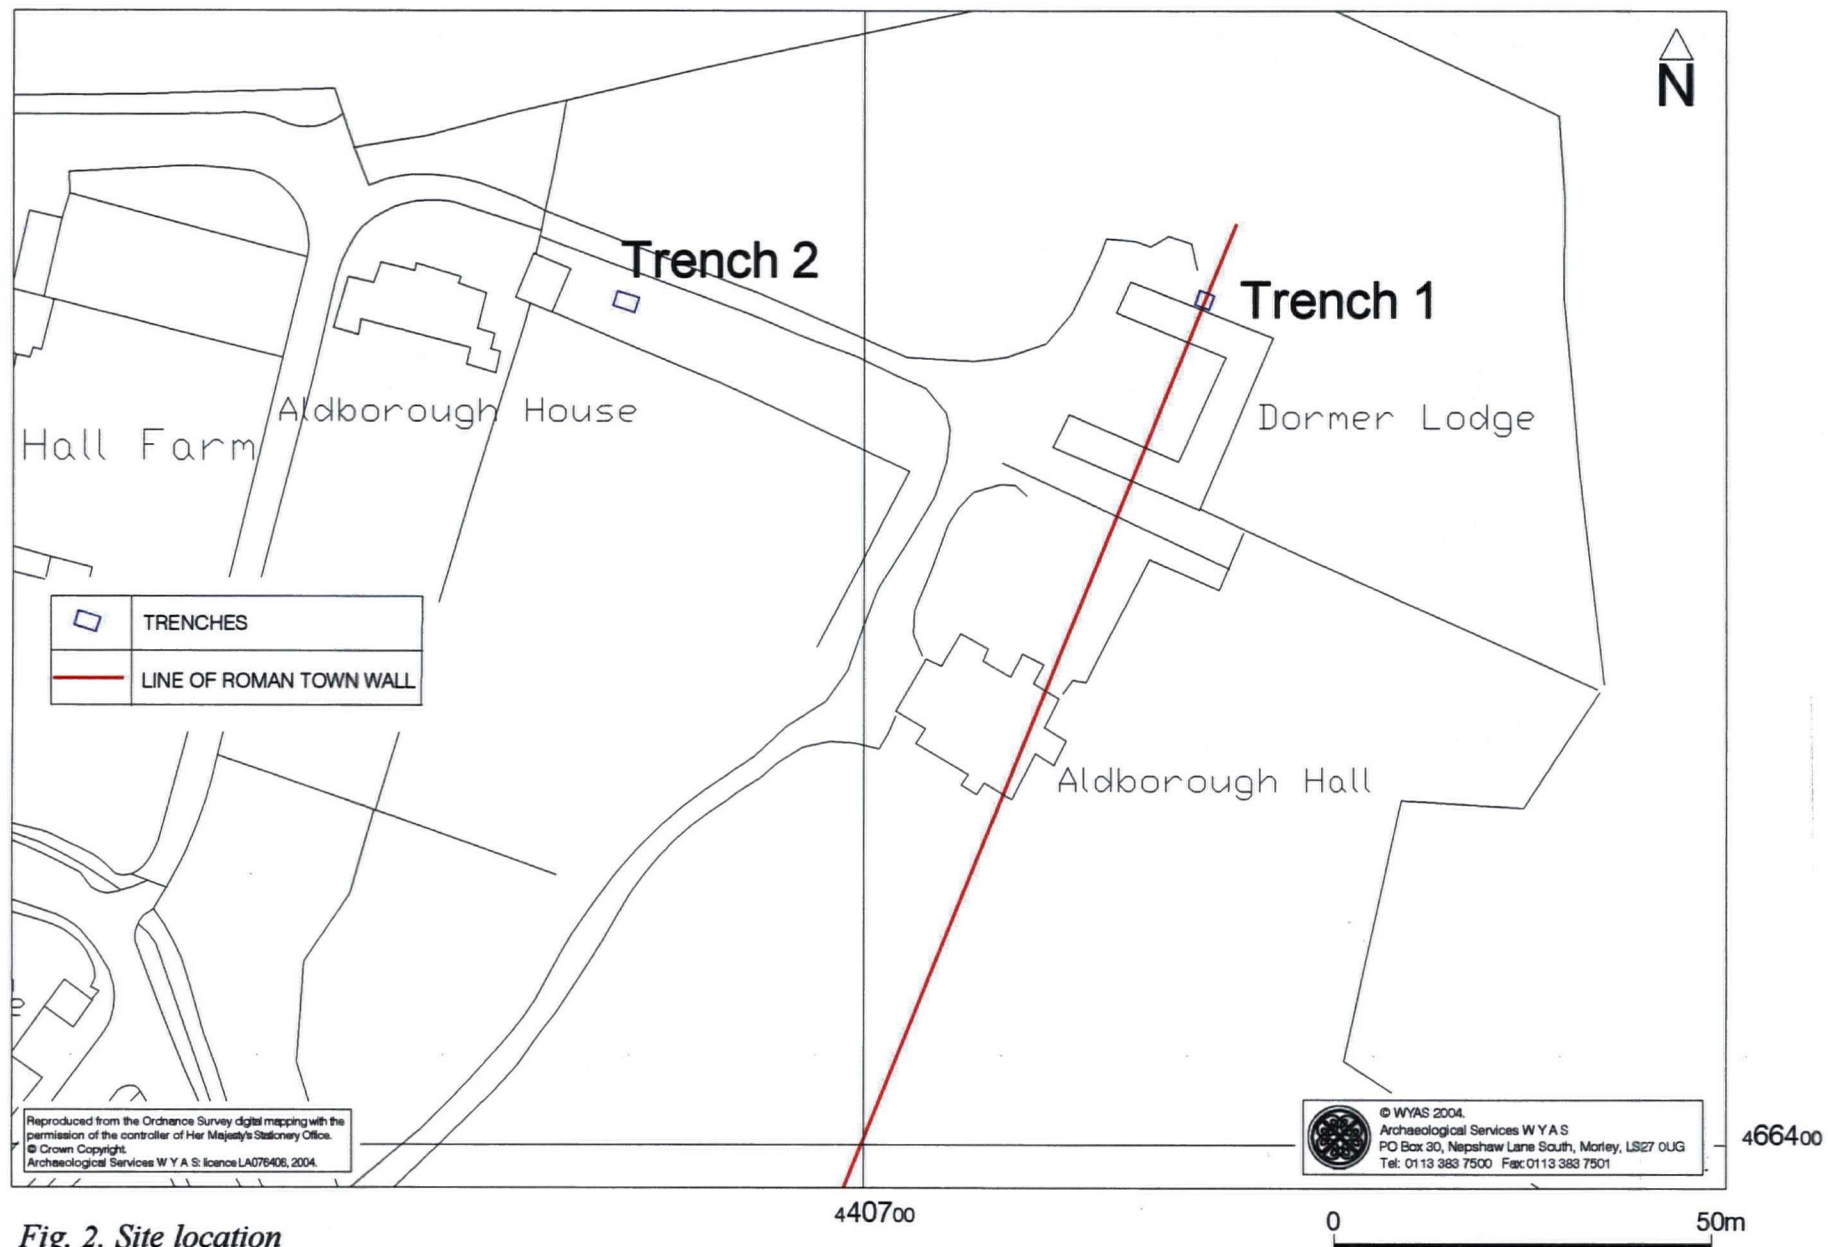 N
Trench 2
Trench 1
Aldborough House
Dormer Lodge
Hall Farm
TRENCHES
LINE OF ROMAN TOWN WALL
Aldborough Hall
Reproduced from the Ordnance Survey digital mapping with the
permission of the controller of Her Majesty's Stationery Office.
© Crown Copyright.
Archaeological Services W Y A S: licence LA076406, 2004.
© WYAS 2004.
Archaeological Services W Y A S
PO Box 30, Nepshaw Lane South, Morley, LS27 0UG
Tel: 0113 383 7500 Fax: 0113 383 7501
466400
440700
0 50m
Fig. 2. Site location